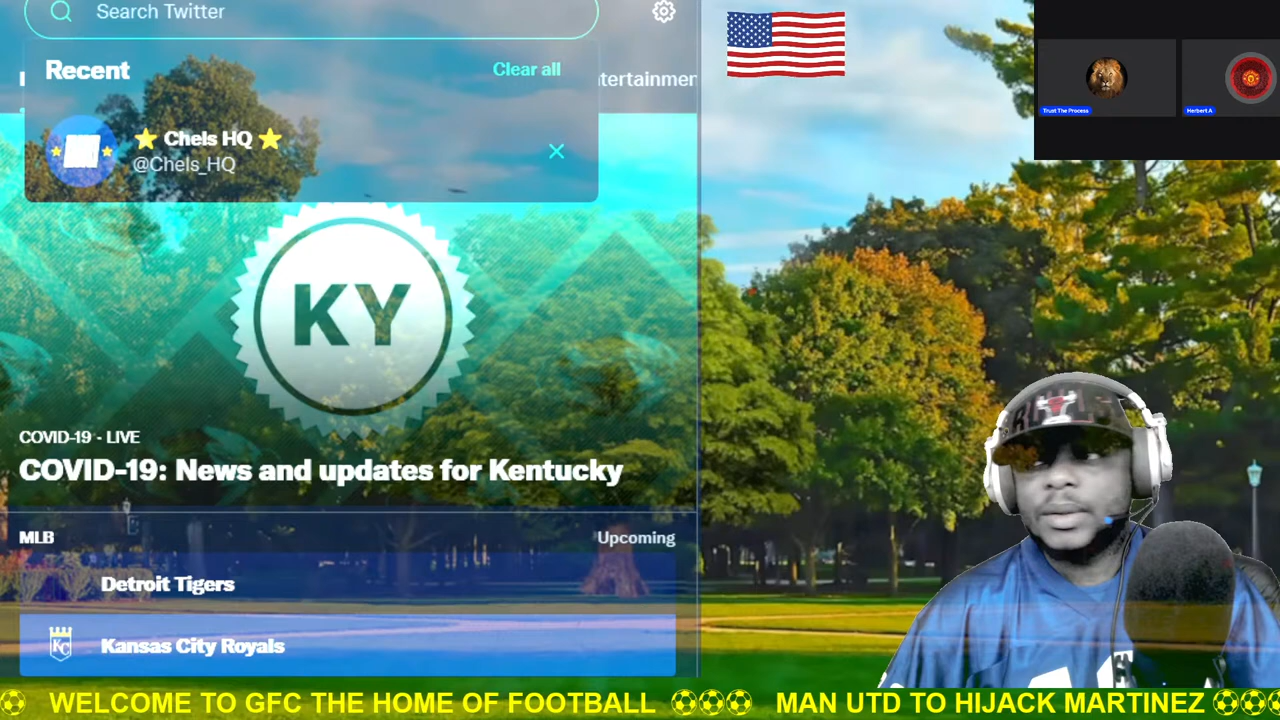 Search Twitter
Recent
Clear all
tertainmen
Chels HQ
@Chels_HQ
KY
COVID-19 - LIVE
COVID-19: News and updates for Kentucky
MLB
Upcoming
Detroit Tigers
KC
Kansas City Royals
Trust The Process
Herbert A
WELCOME TO GFC THE HOME OF FOOTBALL
MAN UTD TO HIJACK MARTINEZ